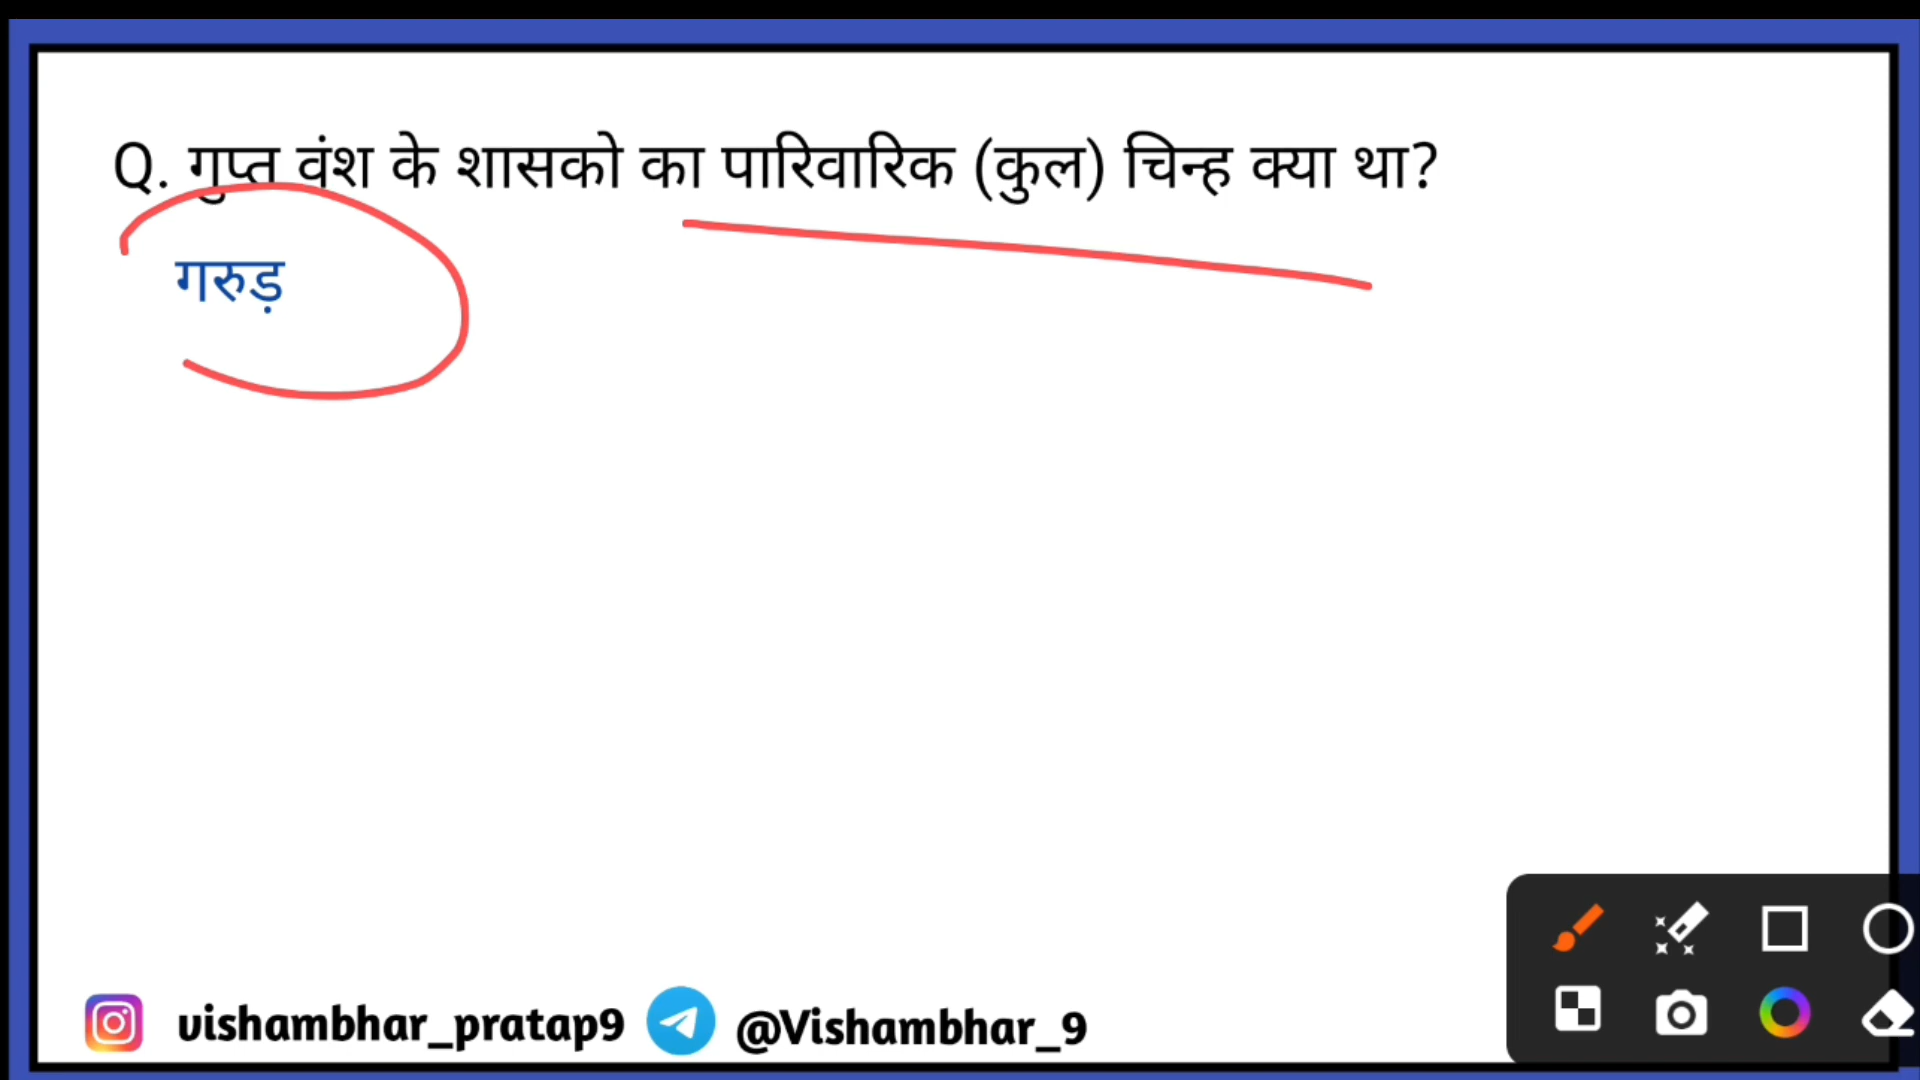 Q. गुप्त वंश के शासको का पारिवारिक (कुल) चिन्ह क्या था?
गरुड़
vishambhar_pratap9 @Vishambhar_9